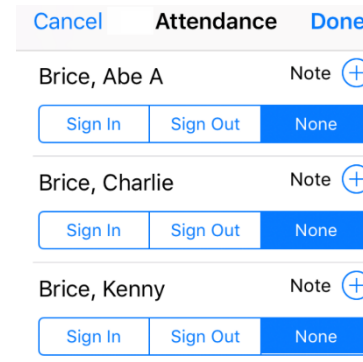 Cancel Attendance Done
Brice, Abe A Note
Sign In Sign Out None
Brice, Charlie Note
Sign In Sign Out None
Brice, Kenny Note
Sign In Sign Out None